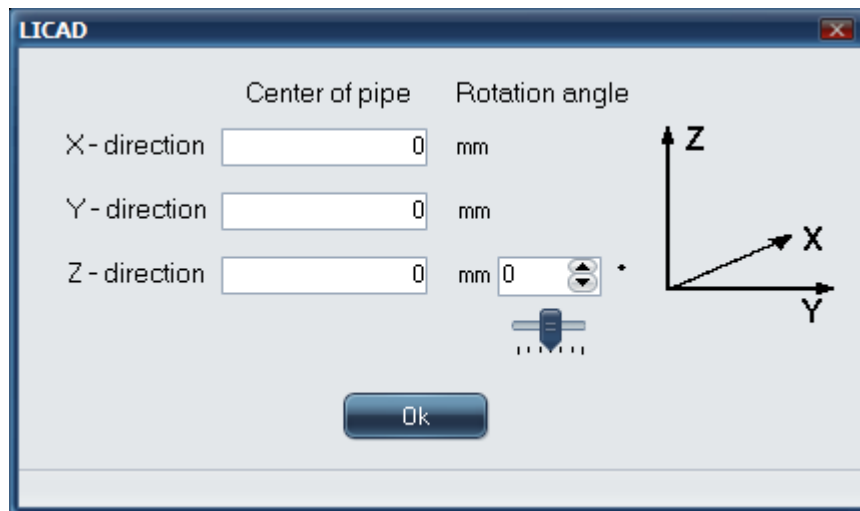 LICAD
Center of pipe Rotation angle
X - direction 0 mm
Z
Y - direction 0 mm
X
Z - direction 0 mm 0 °
Y
Ok